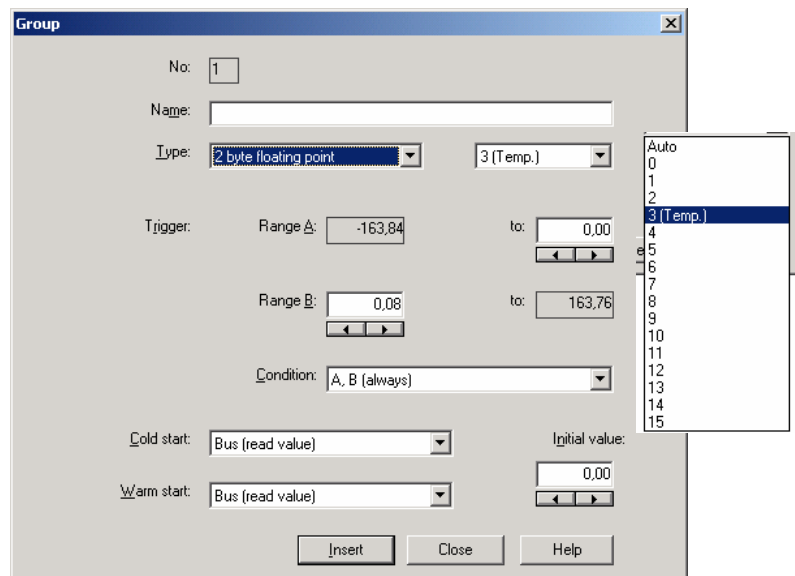 Group
No: 1
Name:
Type: 2 byte floating point 3 (Temp.)
Trigger: Range A: -163,84 to: 0,00
Range B: 0,08 to: 163,76
Condition: A, B (always)
Cold start: Bus (read value) Initial value:
0,00
Warm start: Bus (read value)
Insert Close Help
Auto
0
1
2
3 (Temp.)
4
5
6
7
8
9
10
11
12
13
14
15